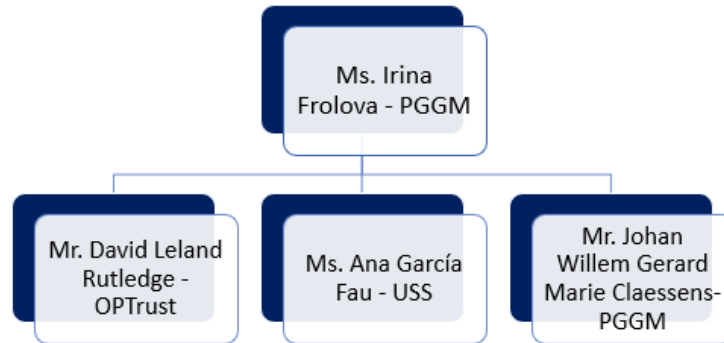 Ms. Irina
Frolova - PGGM
Mr. David Leland
Rutledge -
OPTrust
Ms. Ana García
Fau - USS
Mr. Johan
Willem Gerard
Marie Claessens-
PGGM